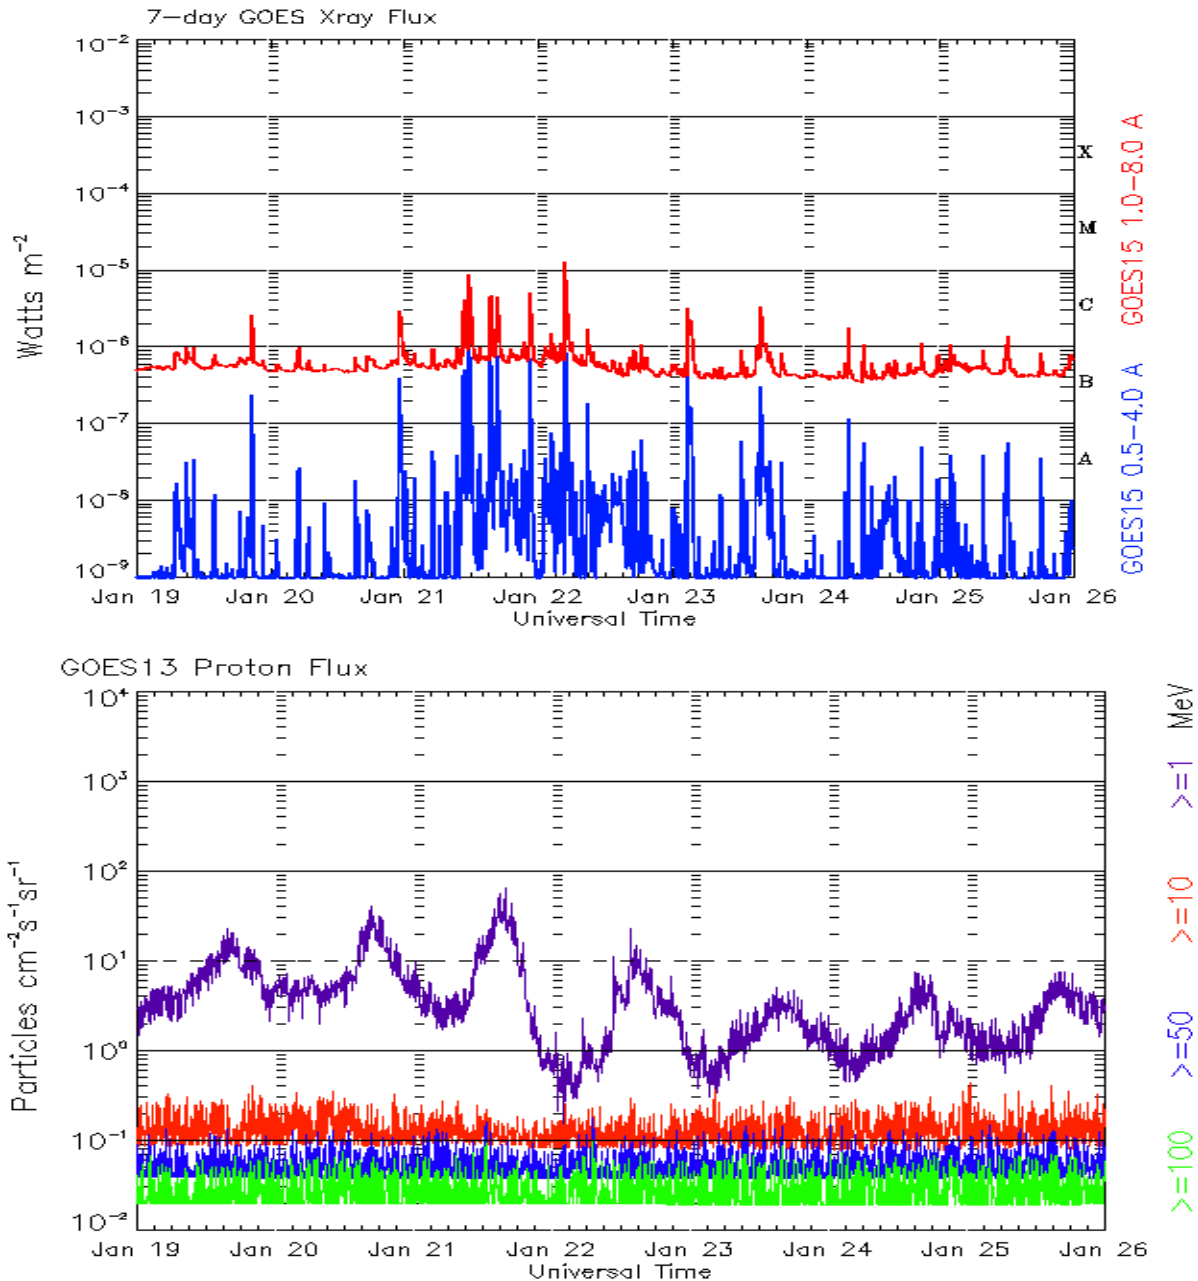 7-day GOES Xray Flux
10⁻²
10⁻³
10⁻⁴
10⁻⁵
10⁻⁶
10⁻⁷
10⁻⁸
10⁻⁹
Watts m⁻²
X
M
C
B
A
GOES15 1.0-8.0 A
GOES15 0.5-4.0 A
Jan 19 Jan 20 Jan 21 Jan 22 Jan 23 Jan 24 Jan 25 Jan 26
Universal Time
GOES13 Proton Flux
10⁴
10³
10²
10¹
10⁰
10⁻¹
10⁻²
Particles cm⁻²s⁻¹sr⁻¹
>=1 MeV
>=10
>=50
>=100
Jan 19 Jan 20 Jan 21 Jan 22 Jan 23 Jan 24 Jan 25 Jan 26
Universal Time